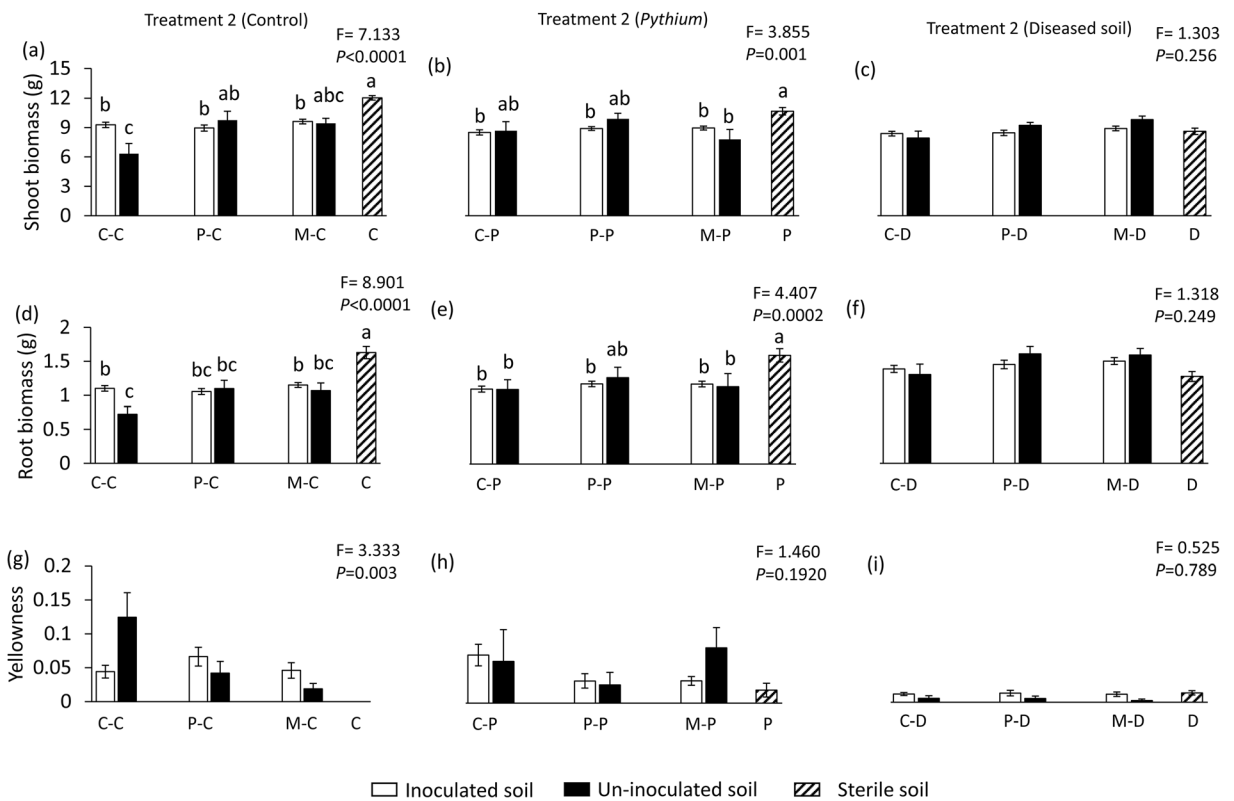 Treatment 2 (Control)
Treatment 2 (Pythium)
Treatment 2 (Diseased soil)
(a)
F= 7.133
P<0.0001
Shoot biomass (g)
15
12
9
6
3
0
b c b ab b abc a
C-C P-C M-C C
(b)
F= 3.855
P=0.001
b ab b ab b b a
C-P P-P M-P P
(c)
F= 1.303
P=0.256
C-D P-D M-D D
(d)
F= 8.901
P<0.0001
Root biomass (g)
2
1.5
1
0.5
0
b c bc bc b bc a
C-C P-C M-C C
(e)
F= 4.407
P=0.0002
b b b ab b b a
C-P P-P M-P P
(f)
F= 1.318
P=0.249
C-D P-D M-D D
(g)
F= 3.333
P=0.003
Yellowness
0.2
0.15
0.1
0.05
0
C-C P-C M-C C
(h)
F= 1.460
P=0.1920
C-P P-P M-P P
(i)
F= 0.525
P=0.789
C-D P-D M-D D
Inoculated soil Un-inoculated soil Sterile soil